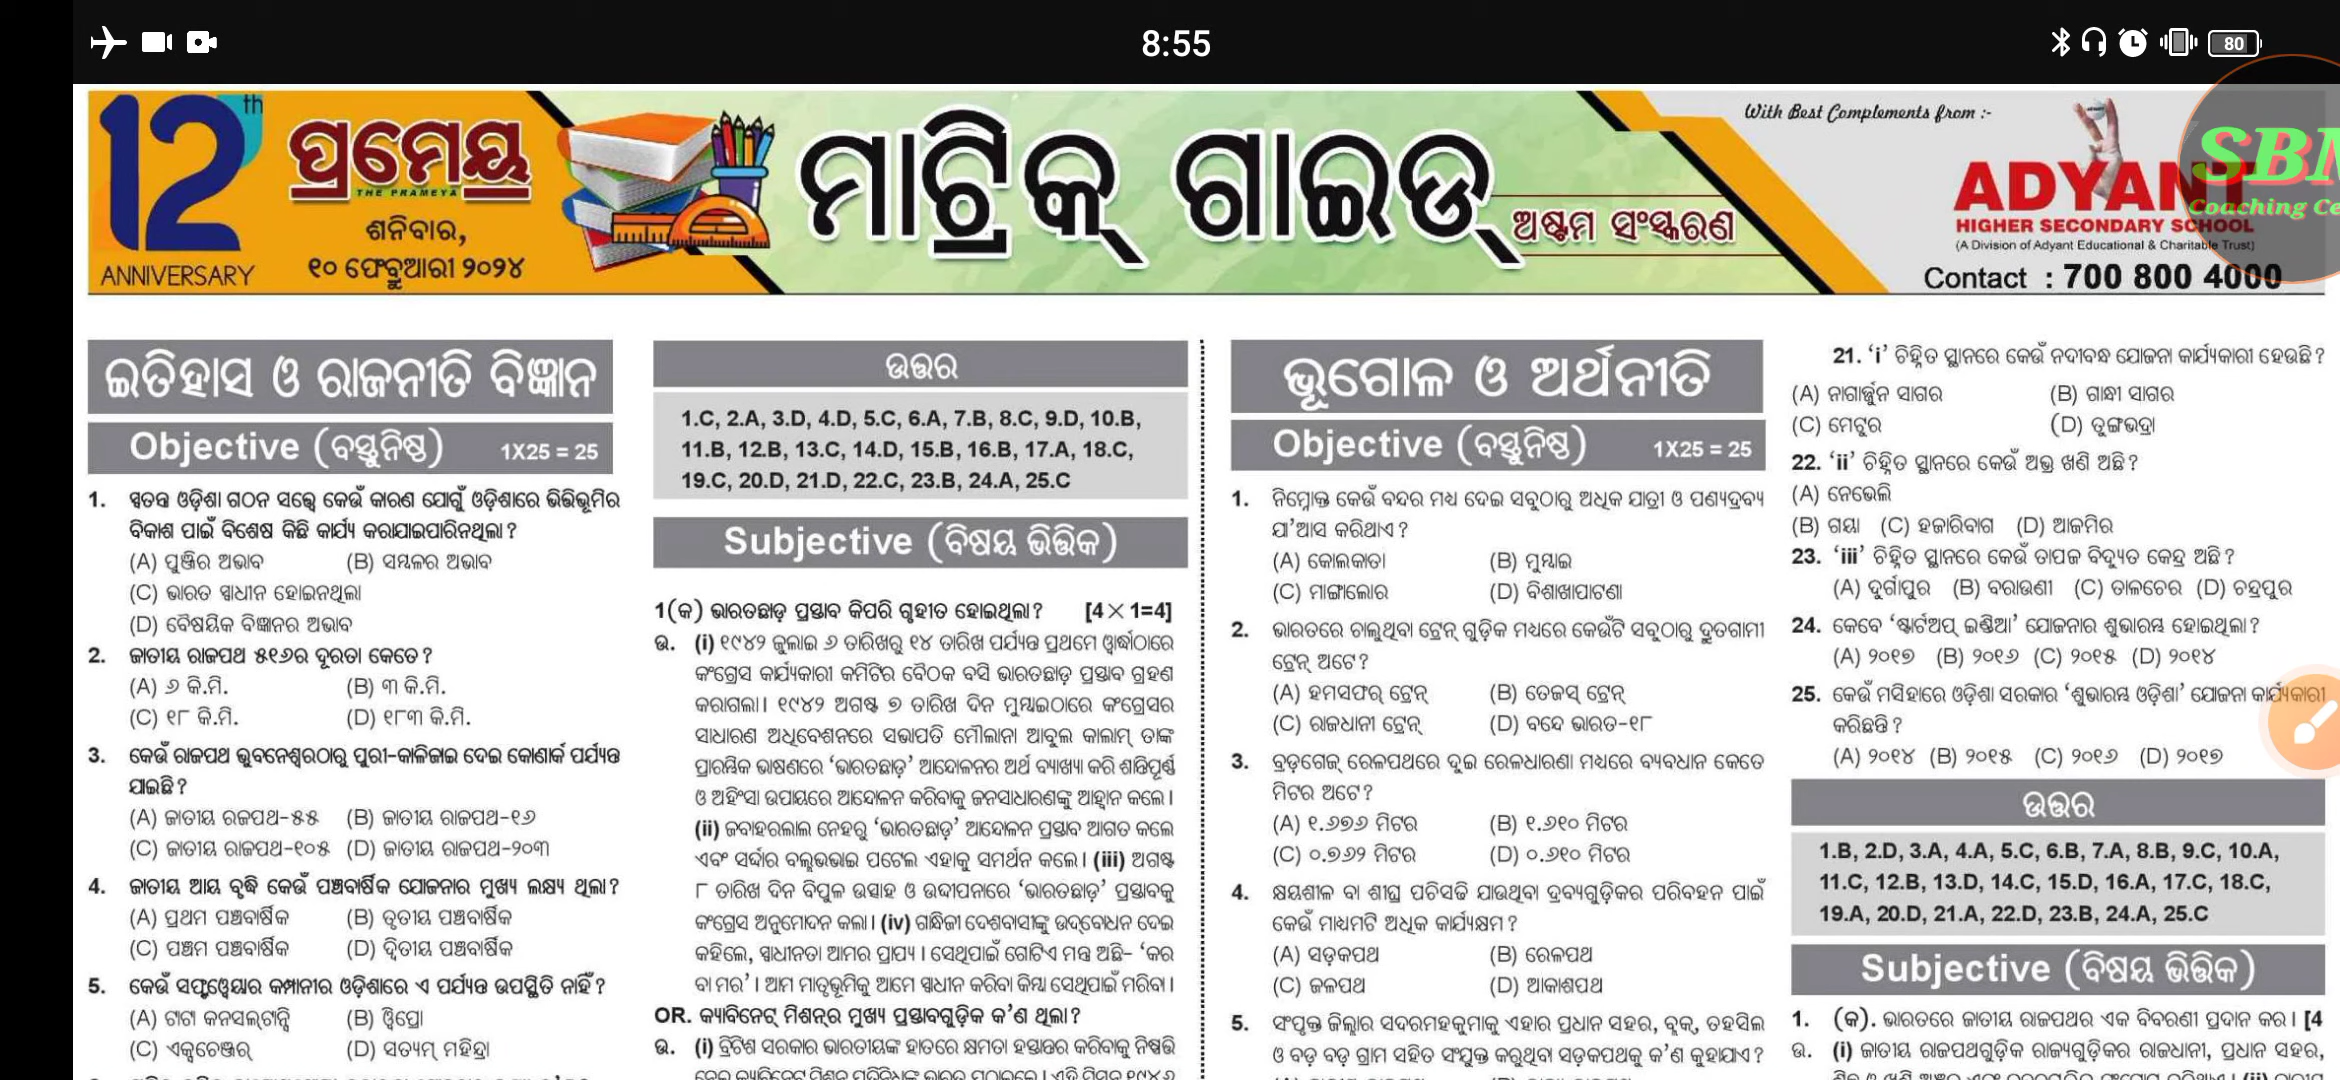 8:55
80
12th
ANNIVERSARY
ପ୍ରମେୟ
THE PRAMEYA
ଶନିବାର,
୧୦ ଫେବୃଆରୀ ୨୦୨୪
ମାଟ୍ରିକ୍ ଗାଇଡ୍
ଅଷ୍ଟମ ସଂସ୍କରଣ
With Best Complements from :-
ADYANT
HIGHER SECONDARY SCHOOL
(A Division of Adyant Educational & Charitable Trust)
Contact : 700 800 4000
SBM
Coaching Ce
ଇତିହାସ ଓ ରାଜନୀତି ବିଜ୍ଞାନ
Objective (ବସ୍ତୁନିଷ୍ଠ) 1X25 = 25
1. ସ୍ୱତନ୍ତ୍ର ଓଡ଼ିଶା ଗଠନ ସତ୍ତ୍ୱେ କେଉଁ କାରଣ ଯୋଗୁଁ ଓଡ଼ିଶାରେ ଭିତ୍ତିଭୂମିର
ବିକାଶ ପାଇଁ ବିଶେଷ କିଛି କାର୍ଯ୍ୟ କରାଯାଇପାରିନଥିଲା ?
(A) ପୁଞ୍ଜିର ଅଭାବ (B) ସମ୍ବଳର ଅଭାବ
(C) ଭାରତ ସ୍ୱାଧୀନ ହୋଇନଥିଲା
(D) ବୈଷୟିକ ବିଜ୍ଞାନର ଅଭାବ
2. ଜାତୀୟ ରାଜପଥ ୫୧୬ର ଦୂରତା କେତେ ?
(A) ୬ କି.ମି. (B) ୩ କି.ମି.
(C) ୧୮ କି.ମି. (D) ୧୮୩ କି.ମି.
3. କେଉଁ ରାଜପଥ ଭୁବନେଶ୍ୱରଠାରୁ ପୁରୀ-କାଳିଜାଇ ଦେଇ କୋଣାର୍କ ପର୍ଯ୍ୟନ୍ତ
ଯାଇଛି ?
(A) ଜାତୀୟ ରଜପଥ-୫୫ (B) ଜାତୀୟ ରାଜପଥ-୧୬
(C) ଜାତୀୟ ରାଜପଥ-୧୦୫ (D) ଜାତୀୟ ରାଜପଥ-୨୦୩
4. ଜାତୀୟ ଆୟ ବୃଦ୍ଧି କେଉଁ ପଞ୍ଚବାର୍ଷିକ ଯୋଜନାର ମୁଖ୍ୟ ଲକ୍ଷ୍ୟ ଥିଲା ?
(A) ପ୍ରଥମ ପଞ୍ଚବାର୍ଷିକ (B) ତୃତୀୟ ପଞ୍ଚବାର୍ଷିକ
(C) ପଞ୍ଚମ ପଞ୍ଚବାର୍ଷିକ (D) ଦ୍ୱିତୀୟ ପଞ୍ଚବାର୍ଷିକ
5. କେଉଁ ସଫ୍ଟୱେୟାର କମ୍ପାନୀର ଓଡ଼ିଶାରେ ଏ ପର୍ଯ୍ୟନ୍ତ ଉପସ୍ଥିତି ନାହିଁ ?
(A) ଟାଟା କନସଲ୍‌ଟାନ୍ସି (B) ୱିପ୍ରୋ
(C) ଏକ୍ସଚେଞ୍ଜର୍ (D) ସତ୍ୟମ୍ ମହିନ୍ଦ୍ରା
ଉତ୍ତର
1.C, 2.A, 3.D, 4.D, 5.C, 6.A, 7.B, 8.C, 9.D, 10.B,
11.B, 12.B, 13.C, 14.D, 15.B, 16.B, 17.A, 18.C,
19.C, 20.D, 21.D, 22.C, 23.B, 24.A, 25.C
Subjective (ବିଷୟ ଭିତ୍ତିକ)
1(କ) ଭାରତଛାଡ଼ ପ୍ରସ୍ତାବ କିପରି ଗୃହୀତ ହୋଇଥିଲା ? [4 × 1=4]
ଉ. (i) ୧୯୪୨ ଜୁଲାଇ ୬ ତାରିଖରୁ ୧୪ ତାରିଖ ପର୍ଯ୍ୟନ୍ତ ପ୍ରଥମେ ୱାର୍ଦ୍ଧାଠାରେ
କଂଗ୍ରେସ କାର୍ଯ୍ୟକାରୀ କମିଟିର ବୈଠକ ବସି ଭାରତଛାଡ଼ ପ୍ରସ୍ତାବ ଗ୍ରହଣ
କରାଗଲା । ୧୯୪୨ ଅଗଷ୍ଟ ୭ ତାରିଖ ଦିନ ମୁମ୍ବାଇଠାରେ କଂଗ୍ରେସର
ସାଧାରଣ ଅଧିବେଶନରେ ସଭାପତି ମୌଲାନା ଆବୁଲ କାଲାମ୍ ତାଙ୍କ
ପ୍ରାରମ୍ଭିକ ଭାଷଣରେ ‘ଭାରତଛାଡ଼’ ଆନ୍ଦୋଳନର ଅର୍ଥ ବ୍ୟାଖ୍ୟା କରି ଶାନ୍ତିପୂର୍ଣ୍ଣ
ଓ ଅହିଂସା ଉପାୟରେ ଆନ୍ଦୋଳନ କରିବାକୁ ଜନସାଧାରଣଙ୍କୁ ଆହ୍ୱାନ କଲେ ।
(ii) ଜବାହରଲାଲ ନେହରୁ ‘ଭାରତଛାଡ଼’ ଆନ୍ଦୋଳନ ପ୍ରସ୍ତାବ ଆଗତ କଲେ
ଏବଂ ସର୍ଦ୍ଦାର ବଲ୍ଲଭଭାଇ ପଟେଲ ଏହାକୁ ସମର୍ଥନ କଲେ । (iii) ଅଗଷ୍ଟ
୮ ତାରିଖ ଦିନ ବିପୁଳ ଉତ୍ସାହ ଓ ଉଦ୍ଦୀପନାରେ ‘ଭାରତଛାଡ଼’ ପ୍ରସ୍ତାବକୁ
କଂଗ୍ରେସ ଅନୁମୋଦନ କଲା । (iv) ଗାନ୍ଧିଜୀ ଦେଶବାସୀଙ୍କୁ ଉଦ୍‌ବୋଧନ ଦେଇ
କହିଲେ, ସ୍ୱାଧୀନତା ଆମର ପ୍ରାପ୍ୟ । ସେଥିପାଇଁ ଗୋଟିଏ ମନ୍ତ୍ର ଅଛି- ‘କର
ବା ମର’ । ଆମ ମାତୃଭୂମିକୁ ଆମେ ସ୍ୱାଧୀନ କରିବା କିମ୍ବା ସେଥିପାଇଁ ମରିବା ।
OR. କ୍ୟାବିନେଟ୍ ମିଶନ୍‌ର ମୁଖ୍ୟ ପ୍ରସ୍ତାବଗୁଡ଼ିକ କ’ଣ ଥିଲା ?
ଉ. (i) ବ୍ରିଟିଶ ସରକାର ଭାରତୀୟଙ୍କ ହାତରେ କ୍ଷମତା ହସ୍ତାନ୍ତର କରିବାକୁ ନିଷ୍ପତ୍ତି
ଭୂଗୋଳ ଓ ଅର୍ଥନୀତି
Objective (ବସ୍ତୁନିଷ୍ଠ) 1X25 = 25
1. ନିମ୍ନୋକ୍ତ କେଉଁ ବନ୍ଦର ମଧ୍ୟ ଦେଇ ସବୁଠାରୁ ଅଧିକ ଯାତ୍ରୀ ଓ ପଣ୍ୟଦ୍ରବ୍ୟ
ଯା’ଆସ କରିଥାଏ ?
(A) କୋଲକାତା (B) ମୁମ୍ବାଇ
(C) ମାଙ୍ଗାଲୋର (D) ବିଶାଖାପାଟଣା
2. ଭାରତରେ ଚାଲୁଥିବା ଟ୍ରେନ୍ ଗୁଡ଼ିକ ମଧ୍ୟରେ କେଉଁଟି ସବୁଠାରୁ ଦ୍ରୁତଗାମୀ
ଟ୍ରେନ୍ ଅଟେ ?
(A) ହମସଫର୍ ଟ୍ରେନ୍ (B) ତେଜସ୍ ଟ୍ରେନ୍
(C) ରାଜଧାନୀ ଟ୍ରେନ୍ (D) ବନ୍ଦେ ଭାରତ-୧୮
3. ବ୍ରଡ଼ଗେଜ୍ ରେଳପଥରେ ଦୁଇ ରେଳଧାରଣା ମଧ୍ୟରେ ବ୍ୟବଧାନ କେତେ
ମିଟର ଅଟେ ?
(A) ୧.୬୭୬ ମିଟର (B) ୧.୬୧୦ ମିଟର
(C) ୦.୭୬୨ ମିଟର (D) ୦.୬୧୦ ମିଟର
4. କ୍ଷୟଶୀଳ ବା ଶୀଘ୍ର ପଚିସଢି ଯାଉଥିବା ଦ୍ରବ୍ୟଗୁଡ଼ିକର ପରିବହନ ପାଇଁ
କେଉଁ ମାଧ୍ୟମଟି ଅଧିକ କାର୍ଯ୍ୟକ୍ଷମ ?
(A) ସଡ଼କପଥ (B) ରେଳପଥ
(C) ଜଳପଥ (D) ଆକାଶପଥ
5. ସଂପୃକ୍ତ ଜିଲ୍ଲାର ସଦରମହକୁମାକୁ ଏହାର ପ୍ରଧାନ ସହର, ବ୍ଲକ୍, ତହସିଲ
ଓ ବଡ଼ ବଡ଼ ଗ୍ରାମ ସହିତ ସଂଯୁକ୍ତ କରୁଥିବା ସଡ଼କପଥକୁ କ’ଣ କୁହାଯାଏ ?
21. ‘i’ ଚିହ୍ନିତ ସ୍ଥାନରେ କେଉଁ ନଦୀବନ୍ଧ ଯୋଜନା କାର୍ଯ୍ୟକାରୀ ହେଉଛି ?
(A) ନାଗାର୍ଜ୍ଜୁନ ସାଗର (B) ଗାନ୍ଧୀ ସାଗର
(C) ମେଟୁର (D) ତୁଙ୍ଗଭଦ୍ରା
22. ‘ii’ ଚିହ୍ନିତ ସ୍ଥାନରେ କେଉଁ ଅଭ୍ର ଖଣି ଅଛି ?
(A) ନେଭେଲି
(B) ଗୟା (C) ହଜାରିବାଗ (D) ଆଜମିର
23. ‘iii’ ଚିହ୍ନିତ ସ୍ଥାନରେ କେଉଁ ତାପଜ ବିଦ୍ୟୁତ କେନ୍ଦ୍ର ଅଛି ?
(A) ଦୁର୍ଗାପୁର (B) ବରାଉଣୀ (C) ତାଳଚେର (D) ଚନ୍ଦ୍ରପୁର
24. କେବେ ‘ଷ୍ଟାର୍ଟଅପ୍ ଇଣ୍ଡିଆ’ ଯୋଜନାର ଶୁଭାରମ୍ଭ ହୋଇଥିଲା ?
(A) ୨୦୧୭ (B) ୨୦୧୬ (C) ୨୦୧୫ (D) ୨୦୧୪
25. କେଉଁ ମସିହାରେ ଓଡ଼ିଶା ସରକାର ‘ଶୁଭାରମ୍ଭ ଓଡ଼ିଶା’ ଯୋଜନା କାର୍ଯ୍ୟକାରୀ
କରିଛନ୍ତି ?
(A) ୨୦୧୪ (B) ୨୦୧୫ (C) ୨୦୧୬ (D) ୨୦୧୭
ଉତ୍ତର
1.B, 2.D, 3.A, 4.A, 5.C, 6.B, 7.A, 8.B, 9.C, 10.A,
11.C, 12.B, 13.D, 14.C, 15.D, 16.A, 17.C, 18.C,
19.A, 20.D, 21.A, 22.D, 23.B, 24.A, 25.C
Subjective (ବିଷୟ ଭିତ୍ତିକ)
1. (କ). ଭାରତରେ ଜାତୀୟ ରାଜପଥର ଏକ ବିବରଣୀ ପ୍ରଦାନ କର । [4
ଉ. (i) ଜାତୀୟ ରାଜପଥଗୁଡ଼ିକ ରାଜ୍ୟଗୁଡ଼ିକର ରାଜଧାନୀ, ପ୍ରଧାନ ସହର,